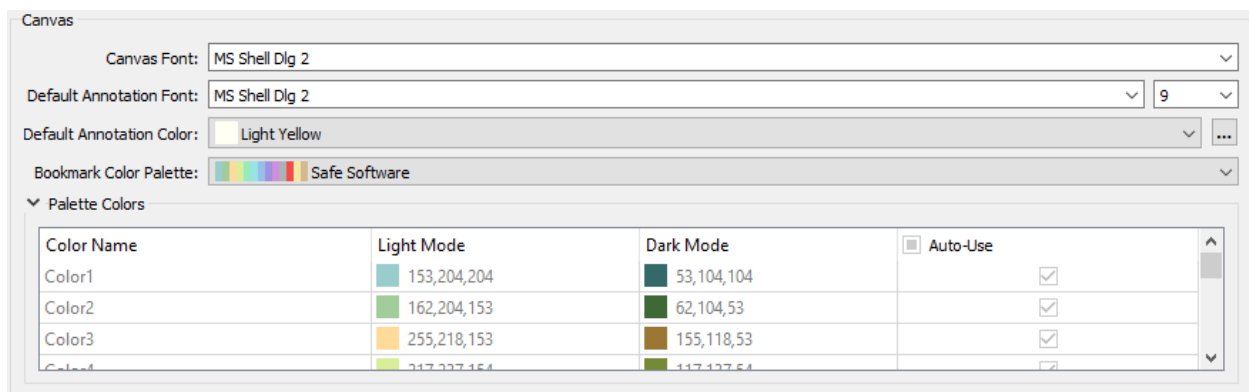 Canvas
Canvas Font: MS Shell Dlg 2
Default Annotation Font: MS Shell Dlg 2 9
Default Annotation Color: Light Yellow ...
Bookmark Color Palette: Safe Software
Palette Colors
Color Name Light Mode Dark Mode Auto-Use
Color1 153,204,204 53,104,104
Color2 162,204,153 62,104,53
Color3 255,218,153 155,118,53